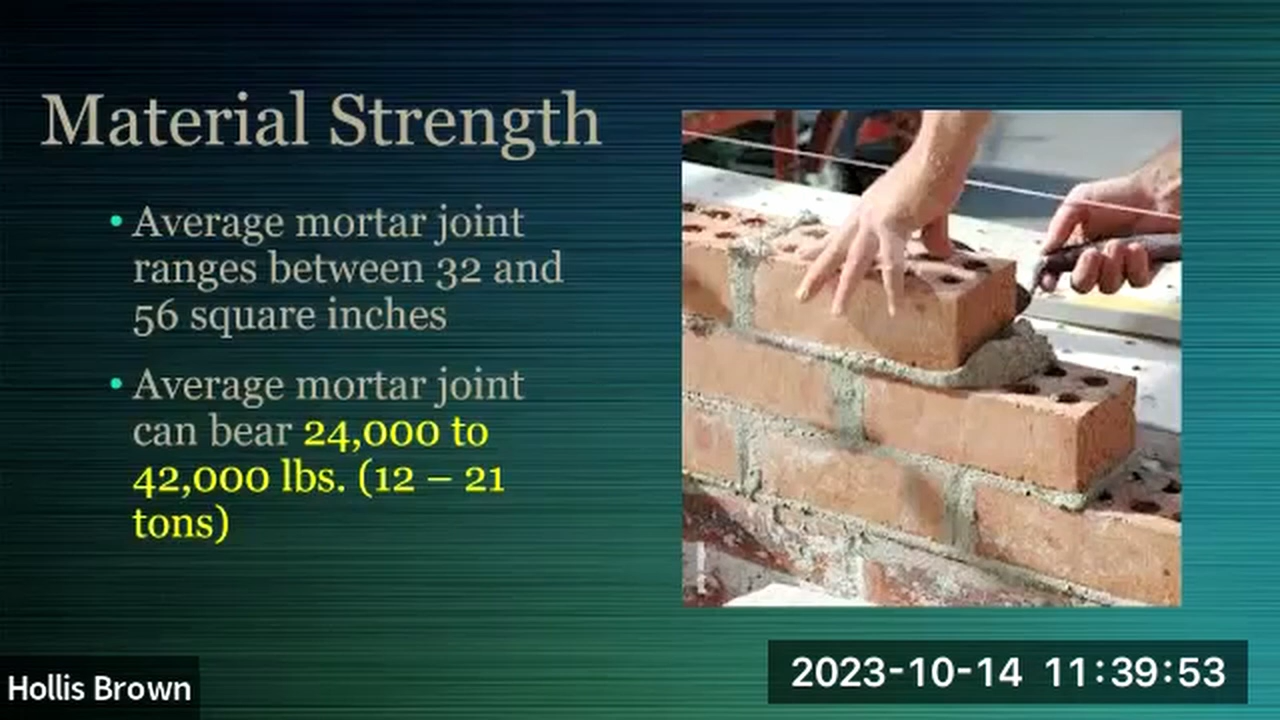 Material Strength
• Average mortar joint
ranges between 32 and
56 square inches
• Average mortar joint
can bear 24,000 to
42,000 lbs. (12 – 21
tons)
Hollis Brown
2023-10-14 11:39:53